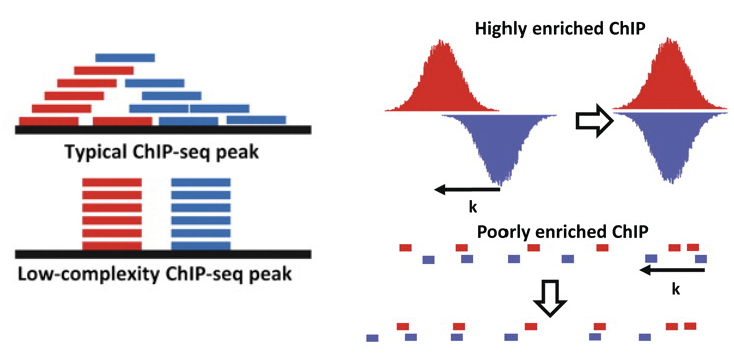 Typical ChIP-seq peak
Low-complexity ChIP-seq peak
Highly enriched ChIP
k
Poorly enriched ChIP
k